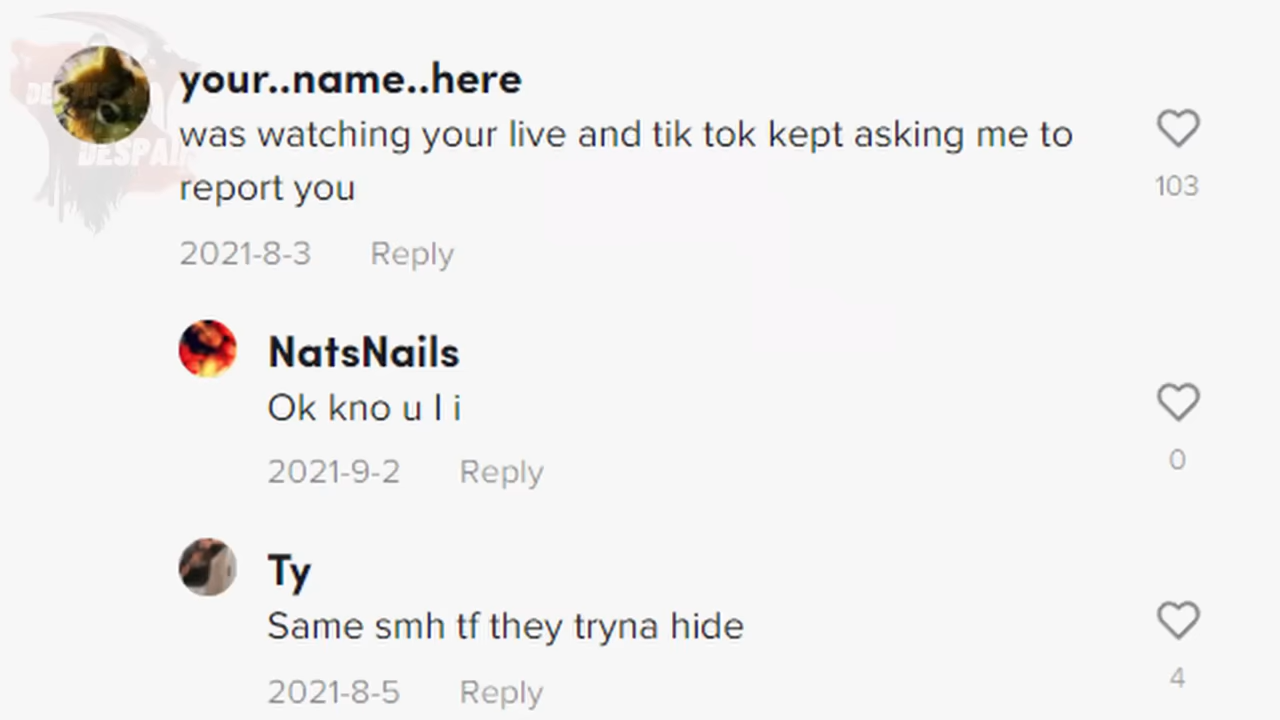 your..name..here
was watching your live and tik tok kept asking me to
report you
103
2021-8-3 Reply
NatsNails
Ok kno u I i
0
2021-9-2 Reply
Ty
Same smh tf they tryna hide
4
2021-8-5 Reply
DESPAIR